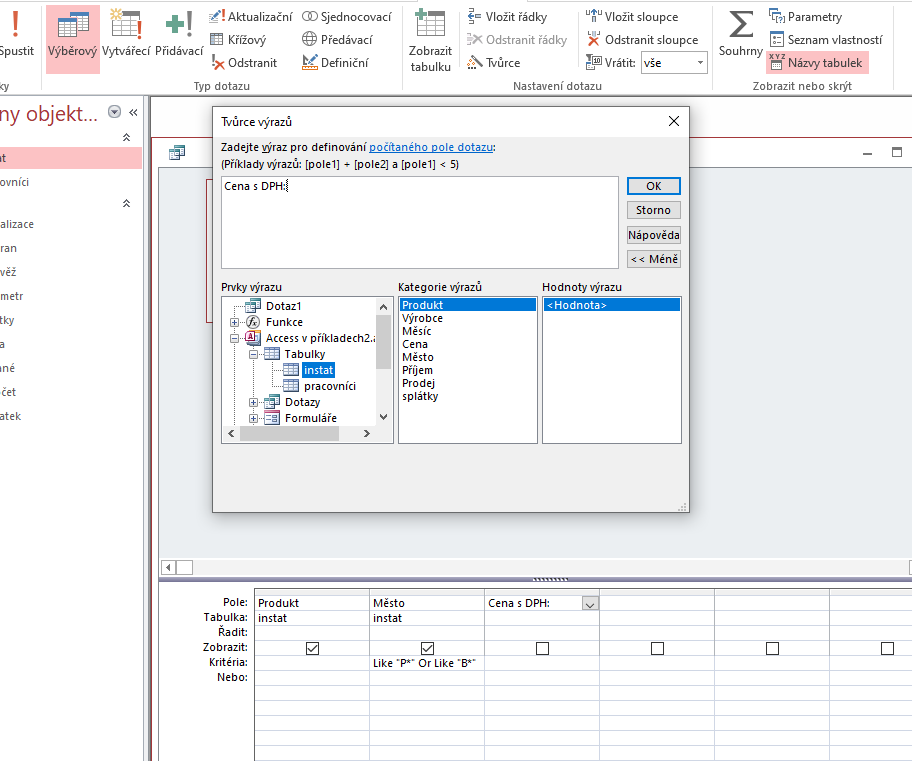 Spustit
Výběrový
Vytvářecí
Přidávací
Aktualizační
Křížový
Odstranit
Sjednocovací
Předávací
Definiční
Zobrazit
tabulku
Vložit řádky
Odstranit řádky
Tvůrce
Vložit sloupce
Odstranit sloupce
Vrátit: vše
Souhrny
Parametry
Seznam vlastností
Názvy tabulek
ky
Typ dotazu
Nastavení dotazu
Zobrazit nebo skrýt
ny objekt...
at
ovníci
alizace
ran
věž
metr
tky
a
né
čet
atek
Tvůrce výrazů
Zadejte výraz pro definování počítaného pole dotazu:
(Příklady výrazů: [pole1] + [pole2] a [pole1] < 5)
Cena s DPH:
OK
Storno
Nápověda
<< Méně
Prvky výrazu
Dotaz1
Funkce
Access v příkladech2.a
Tabulky
instat
pracovníci
Dotazy
Formuláře
Kategorie výrazů
Produkt
Výrobce
Měsíc
Cena
Město
Příjem
Prodej
splátky
Hodnoty výrazu
<Hodnota>
Pole: Produkt Město Cena s DPH:
Tabulka: instat instat
Řadit:
Zobrazit:
Kritéria: Like "P*" Or Like "B*"
Nebo: